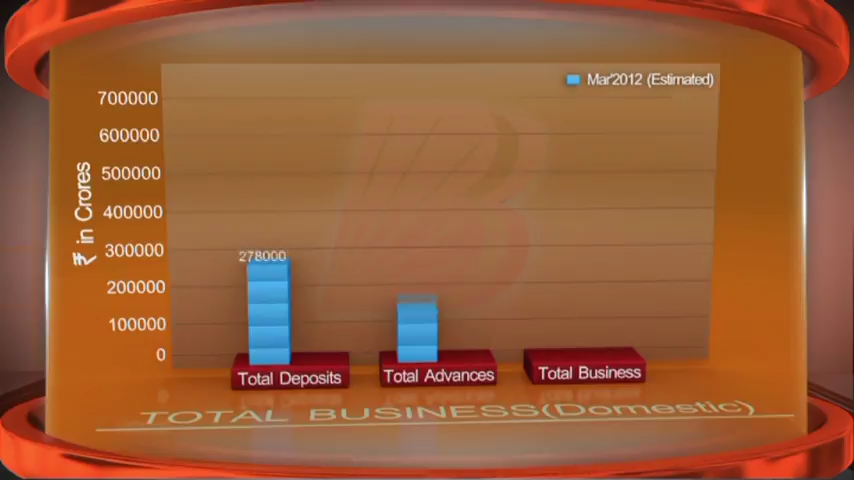 Mar'2012 (Estimated)
₹ in Crores
700000
600000
500000
400000
300000
200000
100000
0
278000
Total Deposits
Total Advances
Total Business
TOTAL BUSINESS(Domestic)